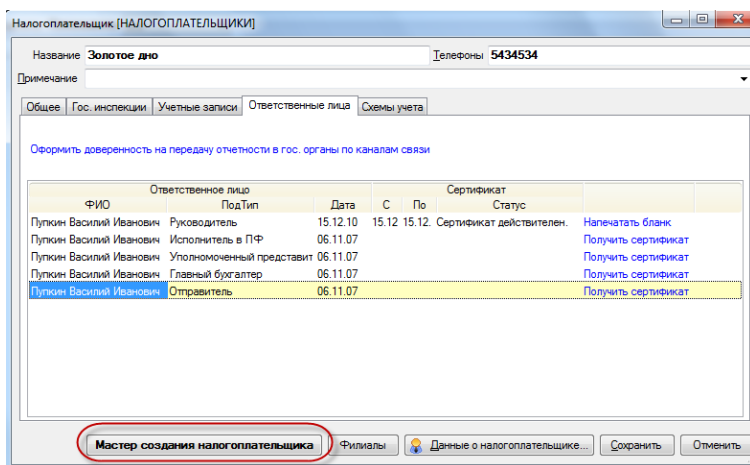 Налогоплательщик [НАЛОГОПЛАТЕЛЬЩИКИ]
Название Золотое дно Телефоны 5434534
Примечание
Общее Гос. инспекции Учетные записи Ответственные лица Схемы учета
Оформить доверенность на передачу отчетности в гос. органы по каналам связи
Ответственное лицо Сертификат
ФИО ПодТип Дата С По Статус
Пупкин Василий Иванович Руководитель 15.12.10 15.12 15.12. Сертификат действителен. Напечатать бланк
Пупкин Василий Иванович Исполнитель в ПФ 06.11.07 Получить сертификат
Пупкин Василий Иванович Уполномоченный представит 06.11.07 Получить сертификат
Пупкин Василий Иванович Главный бухгалтер 06.11.07 Получить сертификат
Пупкин Василий Иванович Отправитель 06.11.07 Получить сертификат
Мастер создания налогоплательщика Филиалы Данные о налогоплательщике... Сохранить Отменить